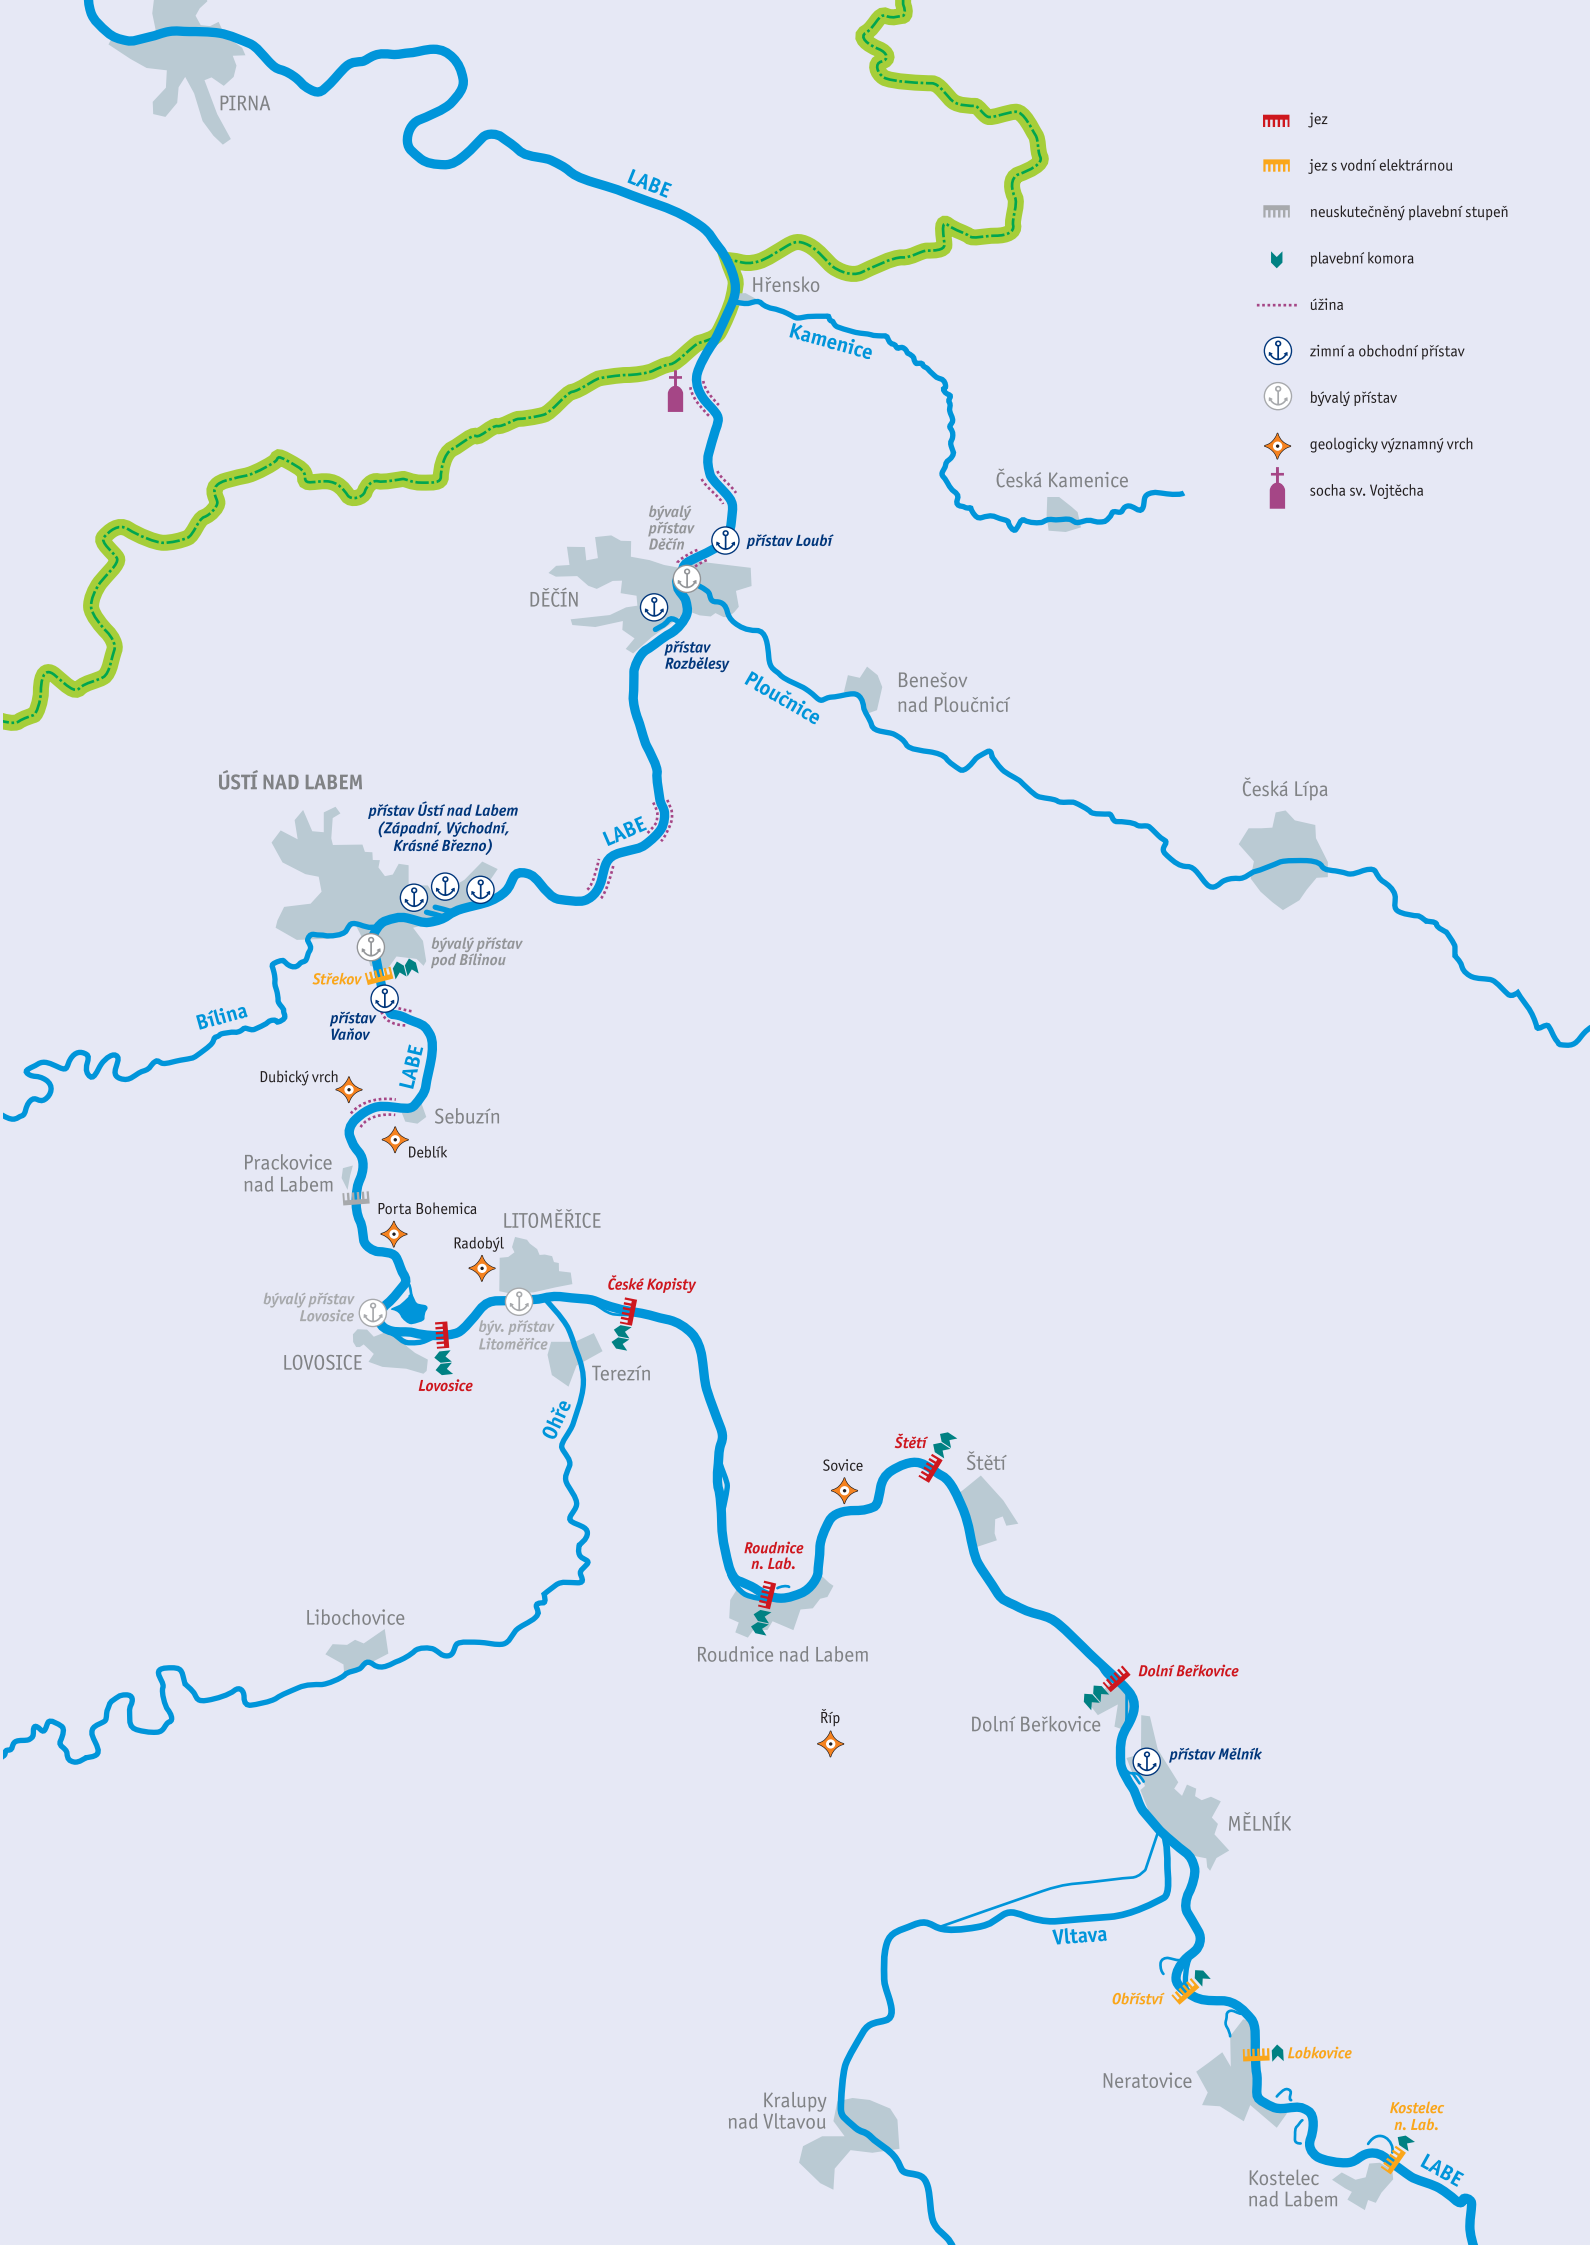 PIRNA
LABE
jez
jez s vodní elektrárnou
neuskutečněný plavební stupeň
plavební komora
úžina
zimní a obchodní přístav
bývalý přístav
geologicky významný vrch
socha sv. Vojtěcha
Hřensko
Kamenice
Česká Kamenice
bývalý
přístav
Děčín
přístav Loubí
DĚČÍN
přístav
Rozbělesy
Ploučnice
Benešov
nad Ploučnicí
Česká Lípa
ÚSTÍ NAD LABEM
přístav Ústí nad Labem
(Západní, Východní,
Krásné Březno)
LABE
bývalý přístav
pod Bílinou
Střekov
přístav
Vaňov
Bílina
LABE
Dubický vrch
Sebuzín
Deblík
Prackovice
nad Labem
Porta Bohemica
LITOMĚŘICE
Radobýl
České Kopisty
bývalý přístav
Lovosice
býv. přístav
Litoměřice
LOVOSICE
Terezín
Lovosice
Ohře
Štětí
Štětí
Sovice
Roudnice
n. Lab.
Libochovice
Roudnice nad Labem
Dolní Beřkovice
Říp
Dolní Beřkovice
přístav Mělník
MĚLNÍK
Vltava
Obříství
Lobkovice
Neratovice
Kralupy
nad Vltavou
Kostelec
n. Lab.
LABE
Kostelec
nad Labem